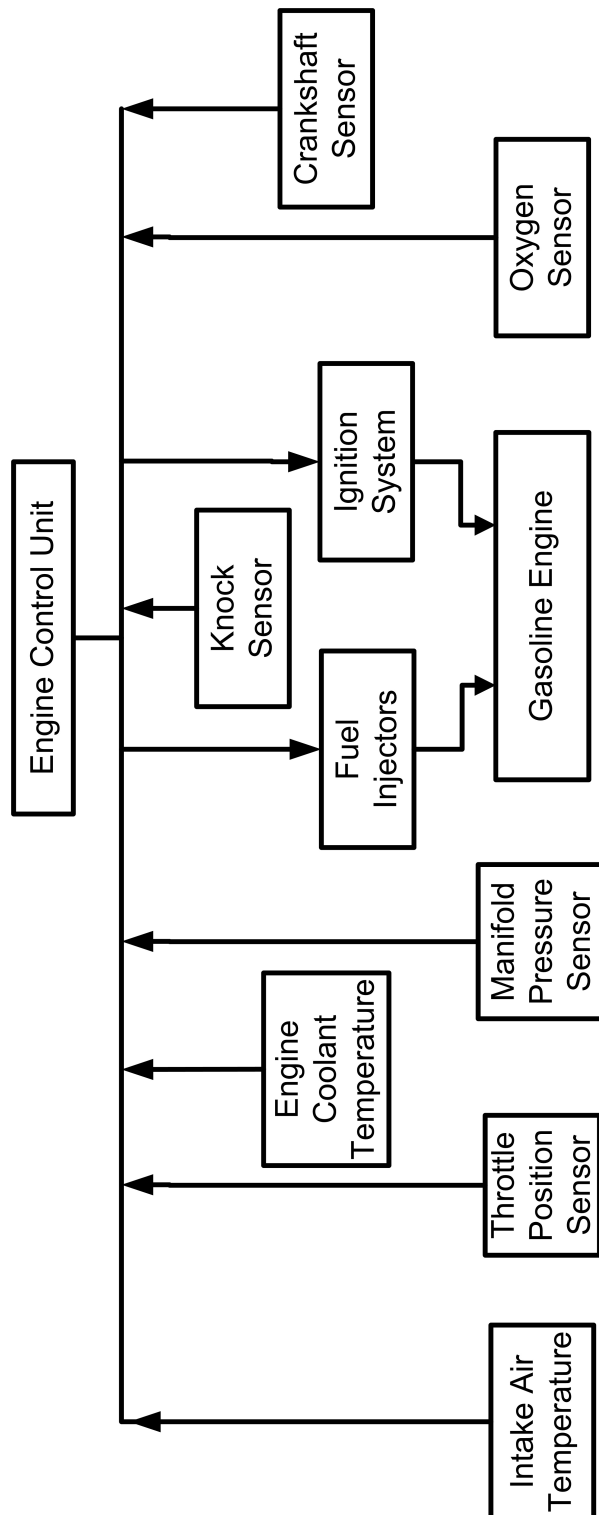 Engine Control Unit
Intake Air
Temperature
Throttle
Position
Sensor
Engine
Coolant
Temperature
Manifold
Pressure
Sensor
Fuel
Injectors
Knock
Sensor
Ignition
System
Gasoline Engine
Oxygen
Sensor
Crankshaft
Sensor